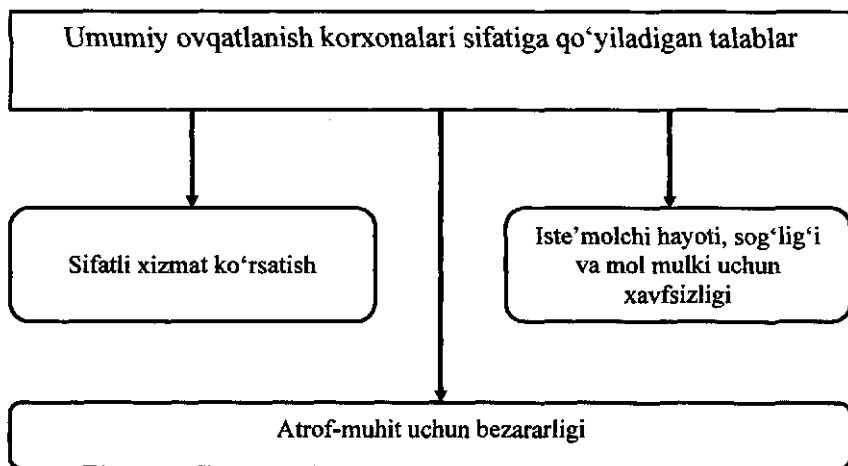 Umumiy ovqatlanish korxonalari sifatiga qo‘yiladigan talablar
Sifatli xizmat ko‘rsatish
Iste’molchi hayoti, sog‘lig‘i
va mol mulki uchun
xavfsizligi
Atrof-muhit uchun bezararligi